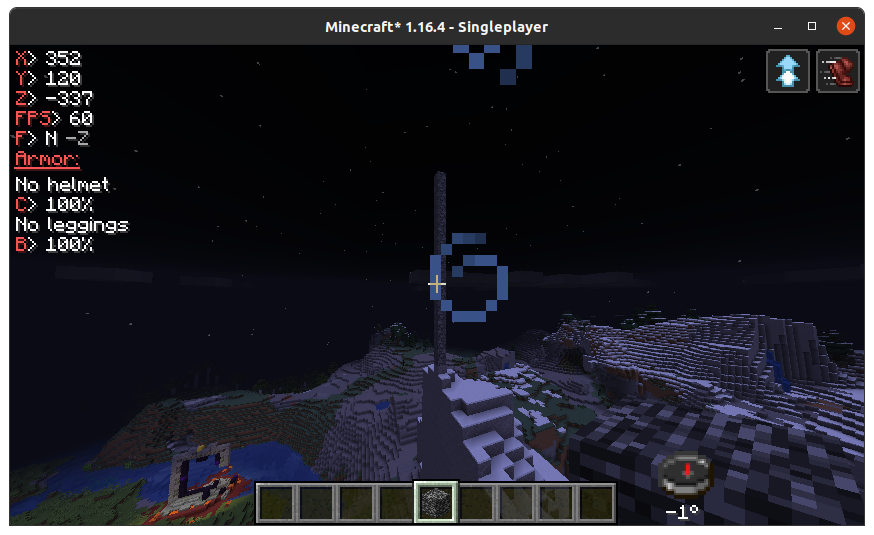 Minecraft* 1.16.4 - Singleplayer
X> 352
Y> 120
Z> -337
FPS> 60
F> N -Z
Armor:
No helmet
C> 100%
No leggings
B> 100%
-1°